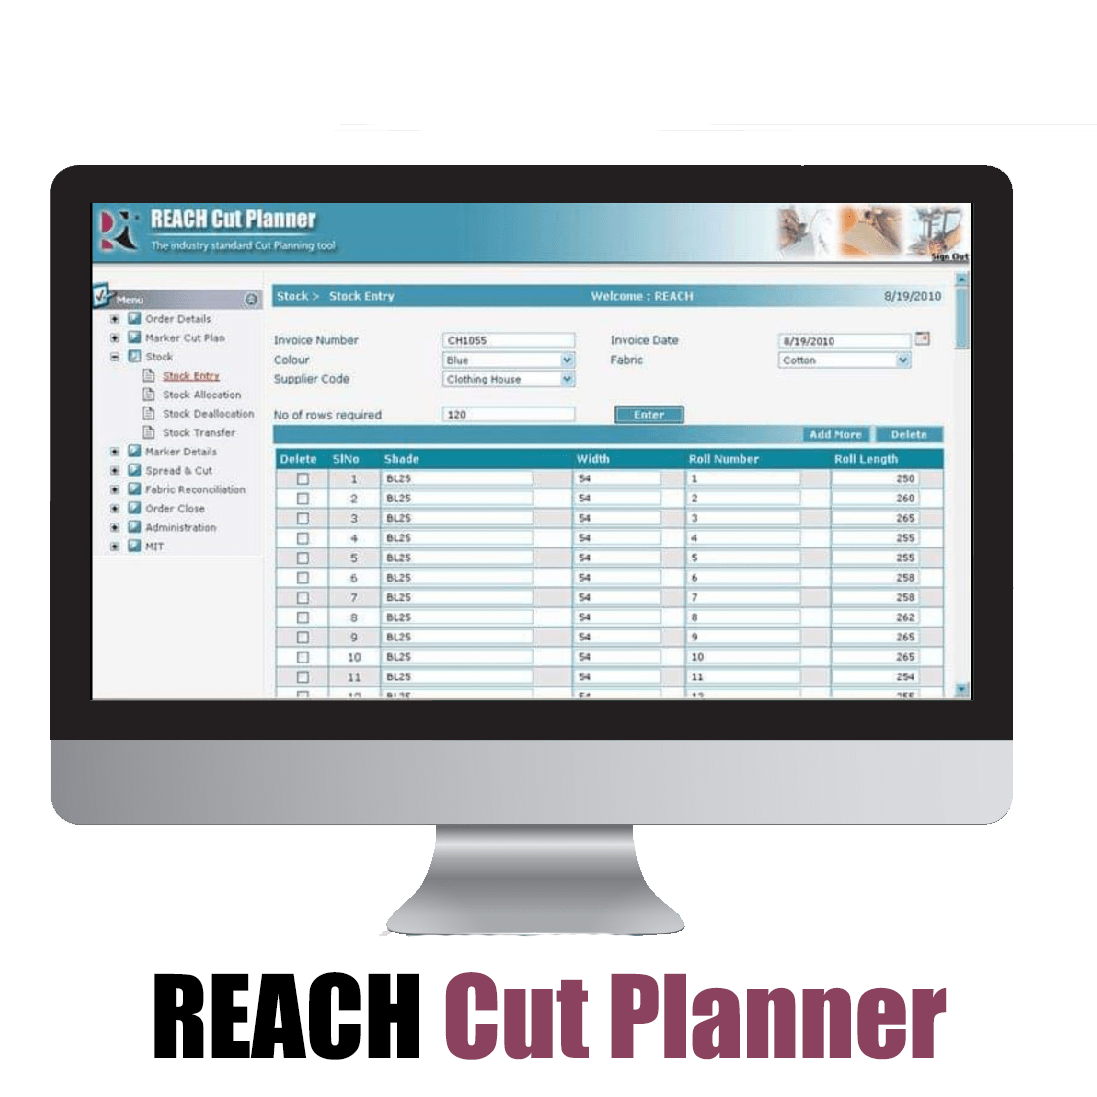 REACH Cut Planner
The industry standard Cut Planning tool
Sign Out
Menu
Order Details
Marker Cut Plan
Stock
Stock Entry
Stock Allocation
Stock Deallocation
Stock Transfer
Marker Details
Spread & Cut
Fabric Reconciliation
Order Close
Administration
MIT
Stock > Stock Entry Welcome : REACH 8/19/2010
Invoice Number CH1055 Invoice Date 8/19/2010
Colour Blue Fabric Cotton
Supplier Code Clothing House
No of rows required 120 Enter
Add More Delete
Delete SlNo Shade Width Roll Number Roll Length
1 BL25 54 1 250
2 BL25 54 2 260
3 BL25 54 3 265
4 BL25 54 4 255
5 BL25 54 5 255
6 BL25 54 6 258
7 BL25 54 7 258
8 BL25 54 8 262
9 BL25 54 9 265
10 BL25 54 10 265
11 BL25 54 11 254
REACH Cut Planner